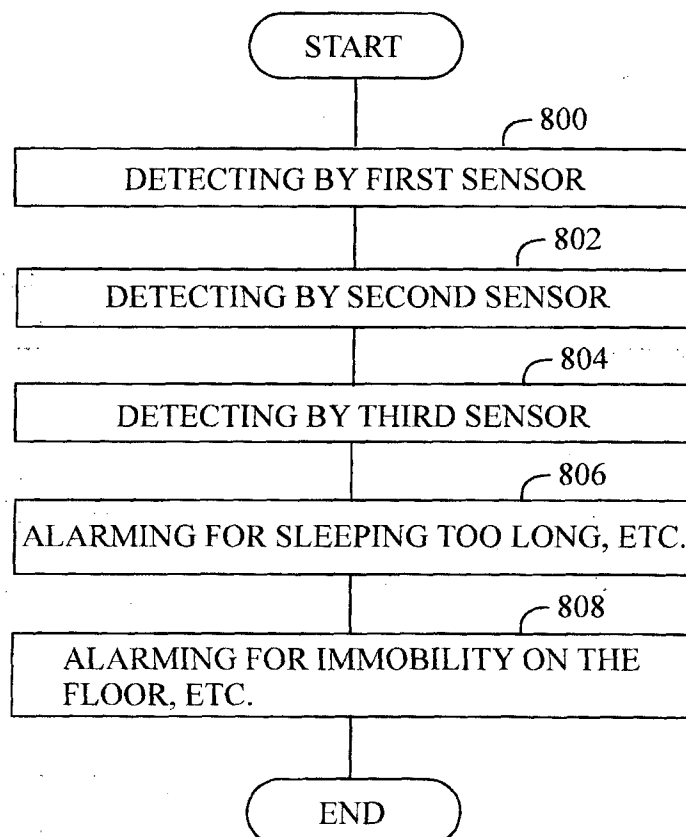 START
800
DETECTING BY FIRST SENSOR
802
DETECTING BY SECOND SENSOR
804
DETECTING BY THIRD SENSOR
806
ALARMING FOR SLEEPING TOO LONG, ETC.
808
ALARMING FOR IMMOBILITY ON THE
FLOOR, ETC.
END